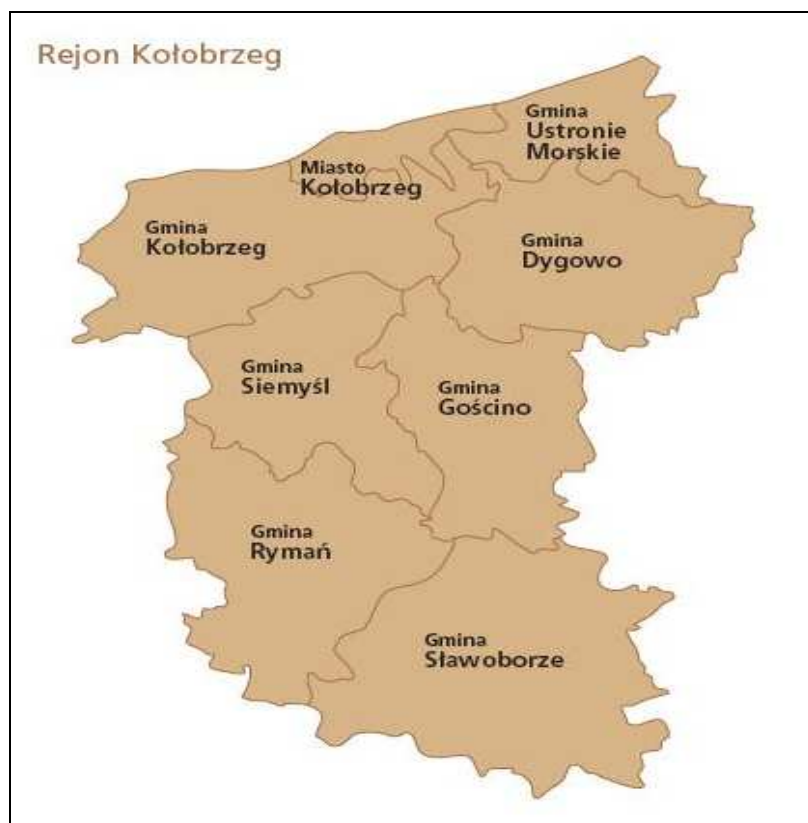 Rejon Kołobrzeg
Gmina
Ustronie
Morskie
Miasto
Kołobrzeg
Gmina
Kołobrzeg
Gmina
Dygowo
Gmina
Siemyśl
Gmina
Gościno
Gmina
Rymań
Gmina
Sławoborze